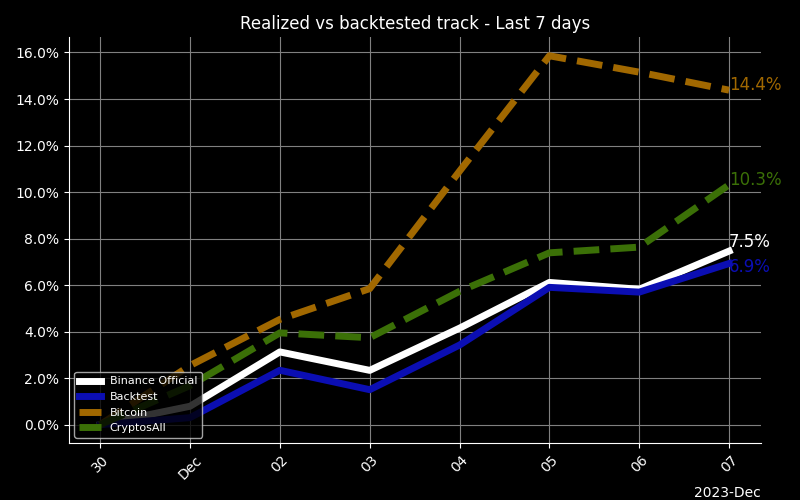 Realized vs backtested track - Last 7 days
16.0%
14.0%
12.0%
10.0%
8.0%
6.0%
4.0%
2.0%
0.0%
14.4%
10.3%
7.5%
6.9%
Binance Official
Backtest
Bitcoin
CryptosAll
30
Dec
02
03
04
05
06
07
2023-Dec